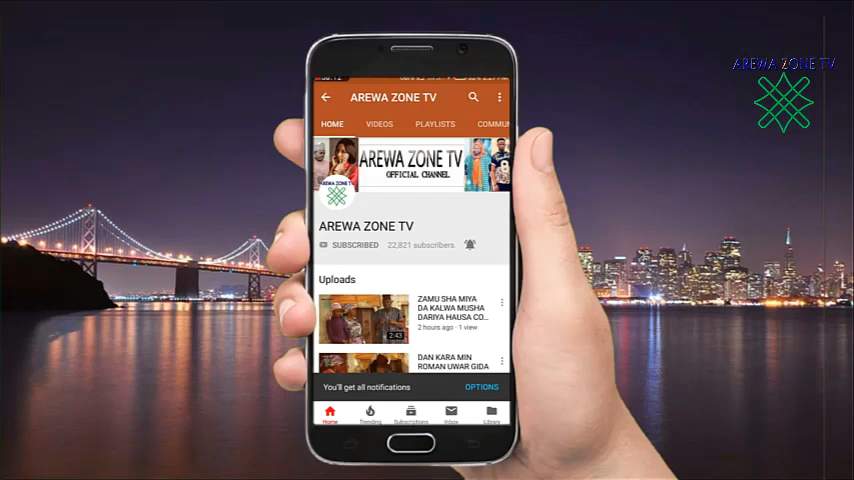 AREWA ZONE TV
AREWA ZONE TV
HOME VIDEOS PLAYLISTS COMMUN
AREWA ZONE TV
OFFICIAL CHANNEL
AREWA ZONE TV
AREWA ZONE TV
SUBSCRIBED 22,821 subscribers
Uploads
ZAMU SHA MIYA
DA KALWA MUSHA
DARIYA HAUSA CO...
2 hours ago · 1 view
2:43
DAN KARA MIN
ROMAN UWAR GIDA
You'll get all notifications OPTIONS
Home Trending Subscriptions Inbox Library